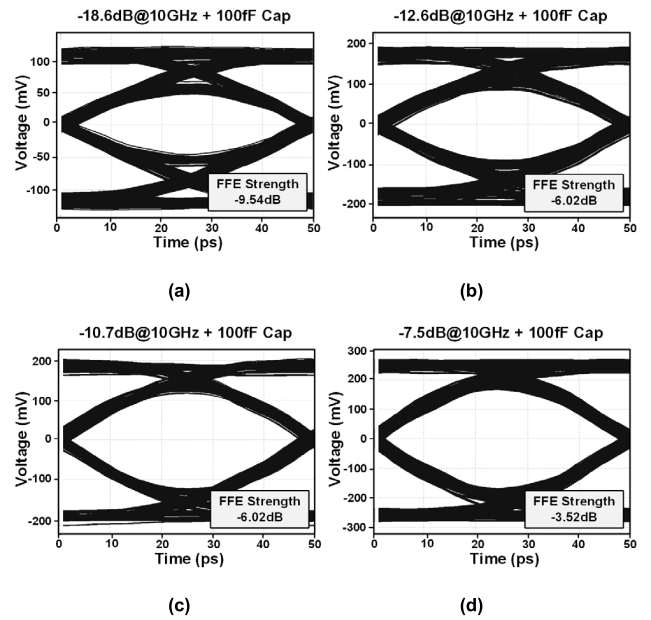 -18.6dB@10GHz + 100fF Cap
-12.6dB@10GHz + 100fF Cap
Voltage (mV)
100
50
0
-50
-100
FFE Strength
-9.54dB
0
10
20
30
40
50
Time (ps)
(a)
Voltage (mV)
200
100
0
-100
-200
FFE Strength
-6.02dB
0
10
20
30
40
50
Time (ps)
(b)
-10.7dB@10GHz + 100fF Cap
-7.5dB@10GHz + 100fF Cap
Voltage (mV)
200
100
0
-100
-200
FFE Strength
-6.02dB
0
10
20
30
40
50
Time (ps)
(c)
Voltage (mV)
300
200
100
0
-100
-200
-300
FFE Strength
-3.52dB
0
10
20
30
40
50
Time (ps)
(d)